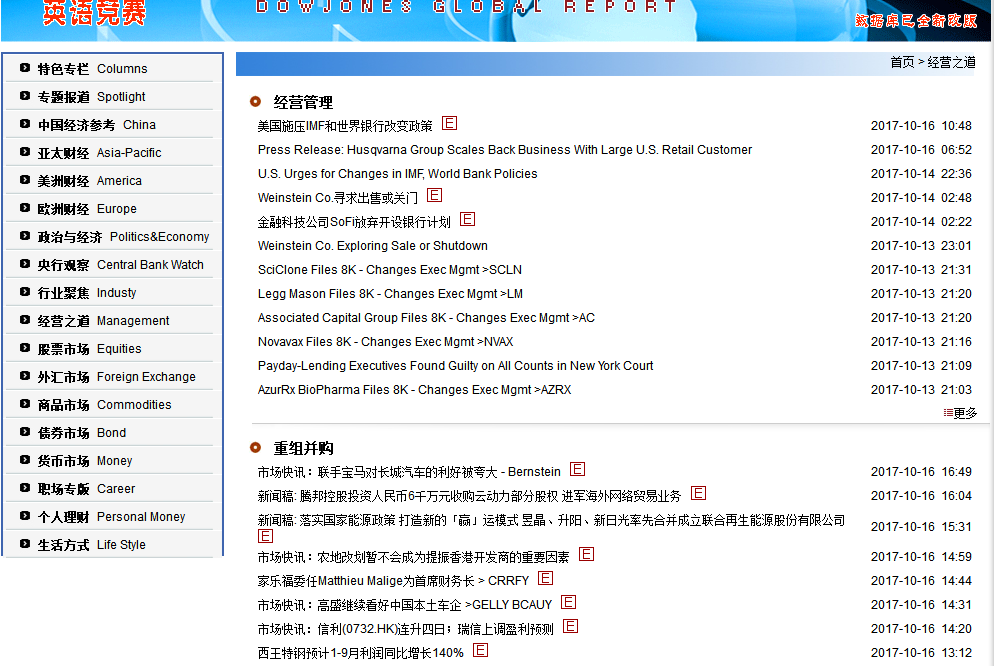 英语竞赛
DOWJONES GLOBAL REPORT
数据库已全新改版
特色专栏 Columns
专题报道 Spotlight
中国经济参考 China
亚太财经 Asia-Pacific
美洲财经 America
欧洲财经 Europe
政治与经济 Politics&Economy
央行观察 Central Bank Watch
行业聚焦 Industy
经营之道 Management
股票市场 Equities
外汇市场 Foreign Exchange
商品市场 Commodities
债券市场 Bond
货币市场 Money
职场专版 Career
个人理财 Personal Money
生活方式 Life Style
首页 > 经营之道
经营管理
美国施压IMF和世界银行改变政策 E 2017-10-16 10:48
Press Release: Husqvarna Group Scales Back Business With Large U.S. Retail Customer 2017-10-16 06:52
U.S. Urges for Changes in IMF, World Bank Policies 2017-10-14 22:36
Weinstein Co.寻求出售或关门 E 2017-10-14 02:48
金融科技公司SoFi放弃开设银行计划 E 2017-10-14 02:22
Weinstein Co. Exploring Sale or Shutdown 2017-10-13 23:01
SciClone Files 8K - Changes Exec Mgmt >SCLN 2017-10-13 21:31
Legg Mason Files 8K - Changes Exec Mgmt >LM 2017-10-13 21:20
Associated Capital Group Files 8K - Changes Exec Mgmt >AC 2017-10-13 21:20
Novavax Files 8K - Changes Exec Mgmt >NVAX 2017-10-13 21:16
Payday-Lending Executives Found Guilty on All Counts in New York Court 2017-10-13 21:09
AzurRx BioPharma Files 8K - Changes Exec Mgmt >AZRX 2017-10-13 21:03
更多
重组并购
市场快讯：联手宝马对长城汽车的利好被夸大 - Bernstein E 2017-10-16 16:49
新闻稿: 腾邦控股投资人民币6千万元收购云动力部分股权 进军海外网络贸易业务 E 2017-10-16 16:04
新闻稿: 落实国家能源政策 打造新的「赢」运模式 昱晶、升阳、新日光率先合并成立联合再生能源股份有限公司 2017-10-16 15:31
E
市场快讯：农地改划暂不会成为提振香港开发商的重要因素 E 2017-10-16 14:59
家乐福委任Matthieu Malige为首席财务长 > CRRFY E 2017-10-16 14:44
市场快讯：高盛继续看好中国本土车企 >GELLY BCAUY E 2017-10-16 14:31
市场快讯：信利(0732.HK)连升四日；瑞信上调盈利预测 E 2017-10-16 14:20
西王特钢预计1-9月利润同比增长140% E 2017-10-16 13:12